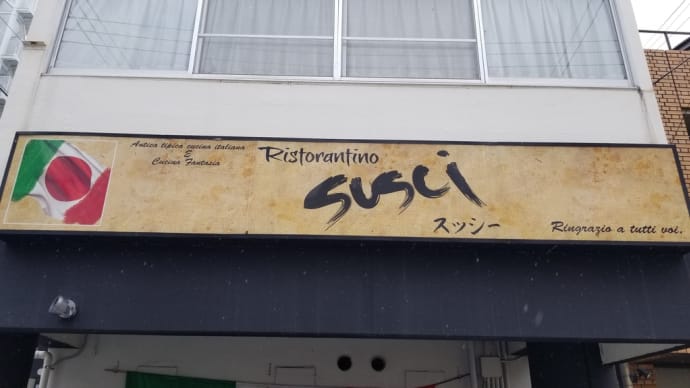 Antica tipica cucina italiana
E
Cucina Fantasia
Ristorantino
susci
スッシー
Ringrazio a tutti voi.